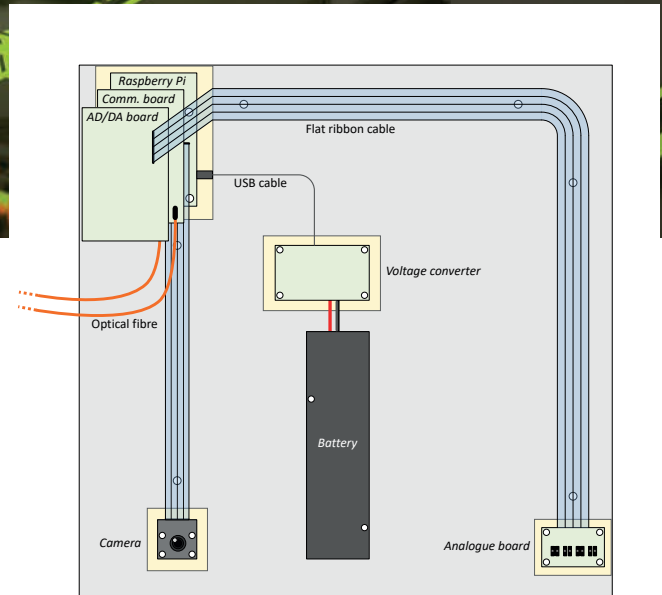 Raspberry Pi
Comm. board
AD/DA board
Flat ribbon cable
USB cable
Voltage converter
Optical fibre
Battery
Camera
Analogue board